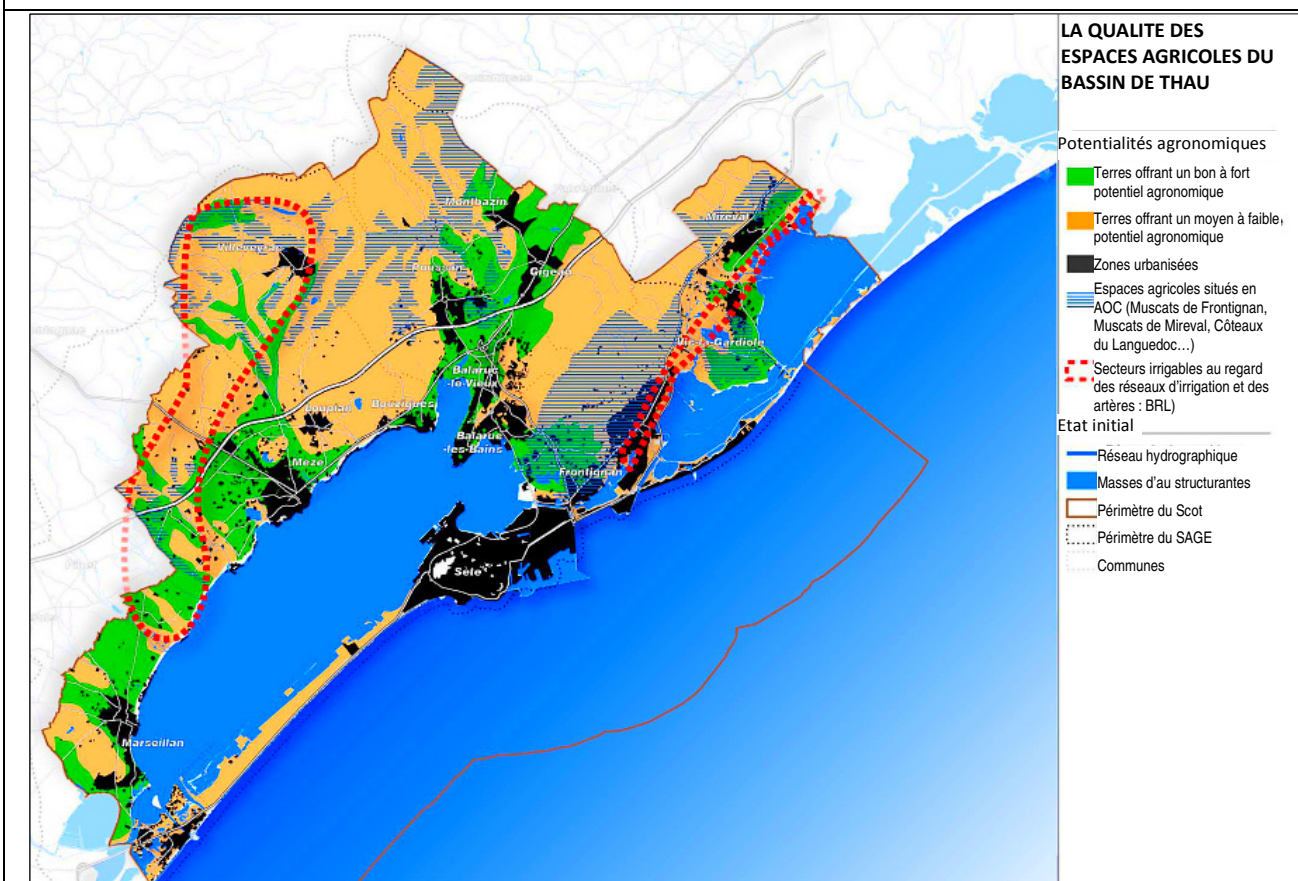 LA QUALITE DES
ESPACES AGRICOLES DU
BASSIN DE THAU
Potentialités agronomiques
Terres offrant un bon à fort
potentiel agronomique
Terres offrant un moyen à faible,
potentiel agronomique
Zones urbanisées
Espaces agricoles situés en
AOC (Muscats de Frontignan,
Muscats de Mireval, Côteaux
du Languedoc...)
Secteurs irrigables au regard
des réseaux d'irrigation et des
artères : BRL)
Etat initial
Réseau hydrographique
Masses d'au structurantes
Périmètre du Scot
Périmètre du SAGE
Communes
Montbazin
Mireval
Villeveyrac
Poussan
Gigean
Vic-la-Gardiole
Balaruc
-le-Vieux
Loupian
Bouzigues
Balaruc
-les-Bains
Mèze
Frontignan
Sète
Marseillan